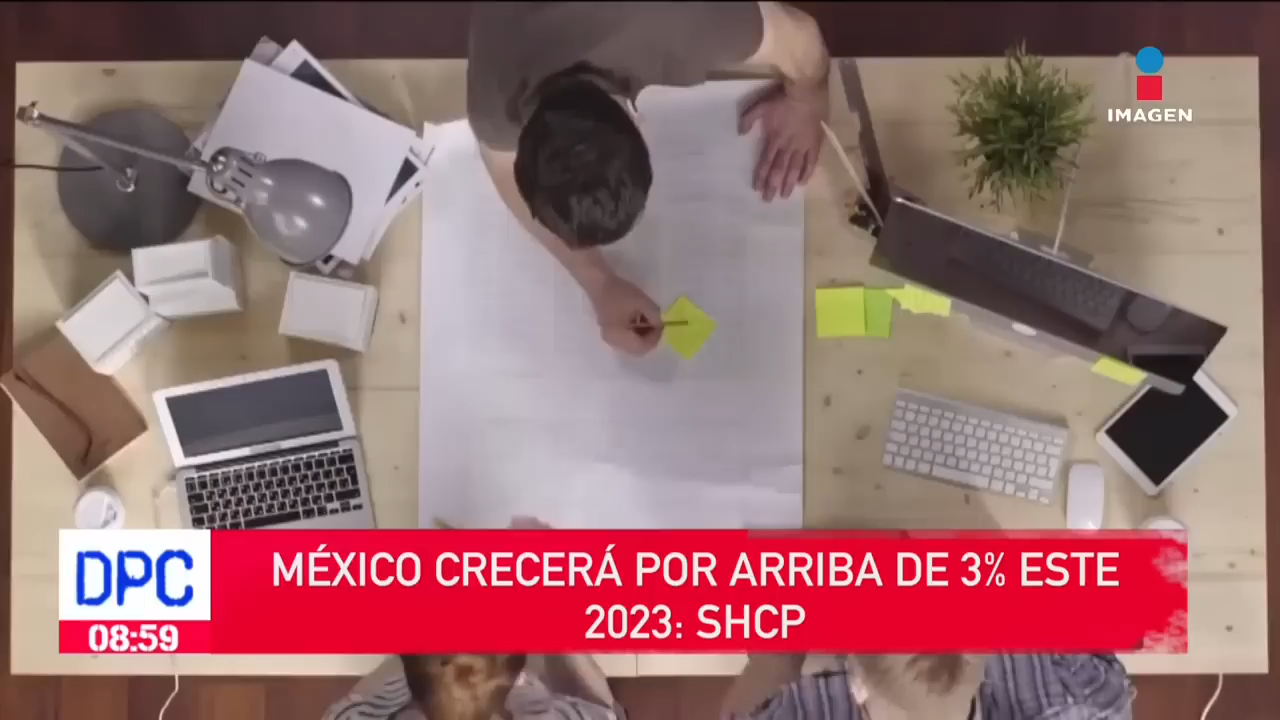 IMAGEN
DPC
08:59
MÉXICO CRECERÁ POR ARRIBA DE 3% ESTE
2023: SHCP